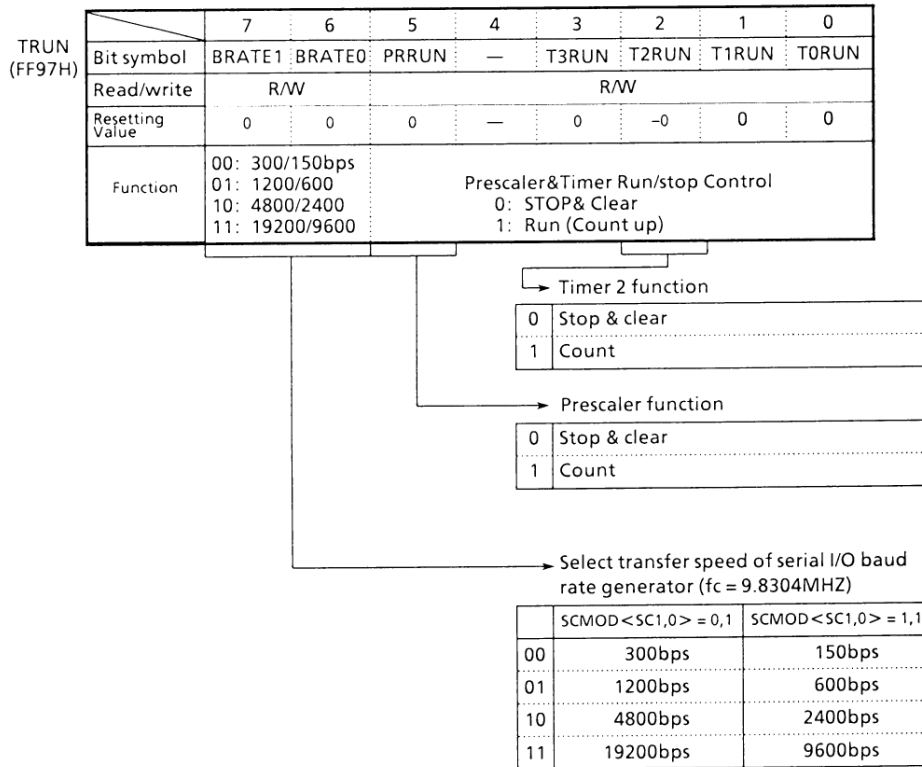 7 6 5 4 3 2 1 0
TRUN
(FF97H)
Bit symbol BRATE1 BRATE0 PRRUN — T3RUN T2RUN T1RUN T0RUN
Read/write R/W R/W
Resetting
Value 0 0 0 — 0 –0 0 0
Function
00: 300/150bps
01: 1200/600
10: 4800/2400
11: 19200/9600
Prescaler&Timer Run/stop Control
0: STOP& Clear
1: Run (Count up)
Timer 2 function
0 Stop & clear
1 Count
Prescaler function
0 Stop & clear
1 Count
Select transfer speed of serial I/O baud
rate generator (fc = 9.8304MHZ)
SCMOD<SC1,0> = 0,1 SCMOD<SC1,0> = 1,1
00 300bps 150bps
01 1200bps 600bps
10 4800bps 2400bps
11 19200bps 9600bps